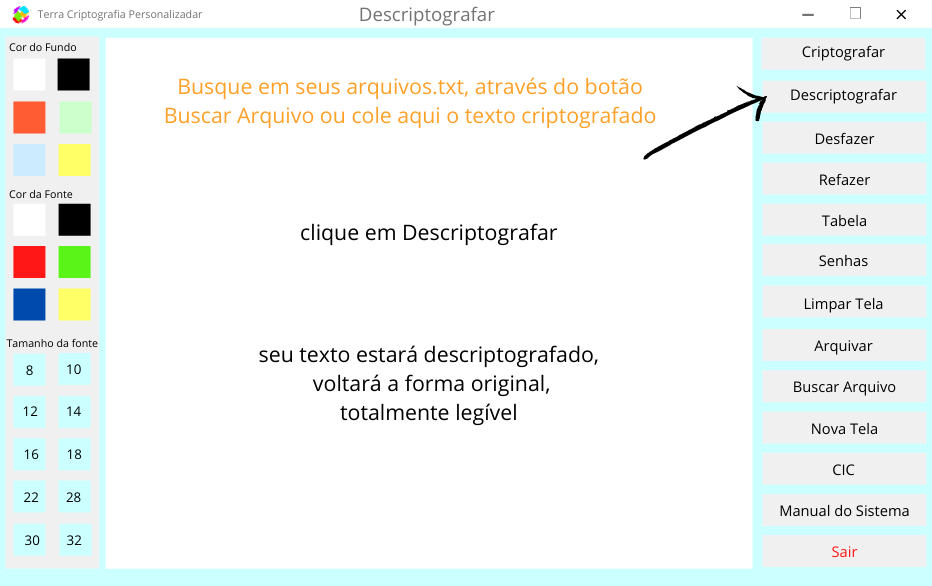 Terra Criptografia Personalizadar
Descriptografar
Cor do Fundo
Cor da Fonte
Tamanho da fonte
8 10
12 14
16 18
22 28
30 32
Busque em seus arquivos.txt, através do botão
Buscar Arquivo ou cole aqui o texto criptografado
clique em Descriptografar
seu texto estará descriptografado,
voltará a forma original,
totalmente legível
Criptografar
Descriptografar
Desfazer
Refazer
Tabela
Senhas
Limpar Tela
Arquivar
Buscar Arquivo
Nova Tela
CIC
Manual do Sistema
Sair